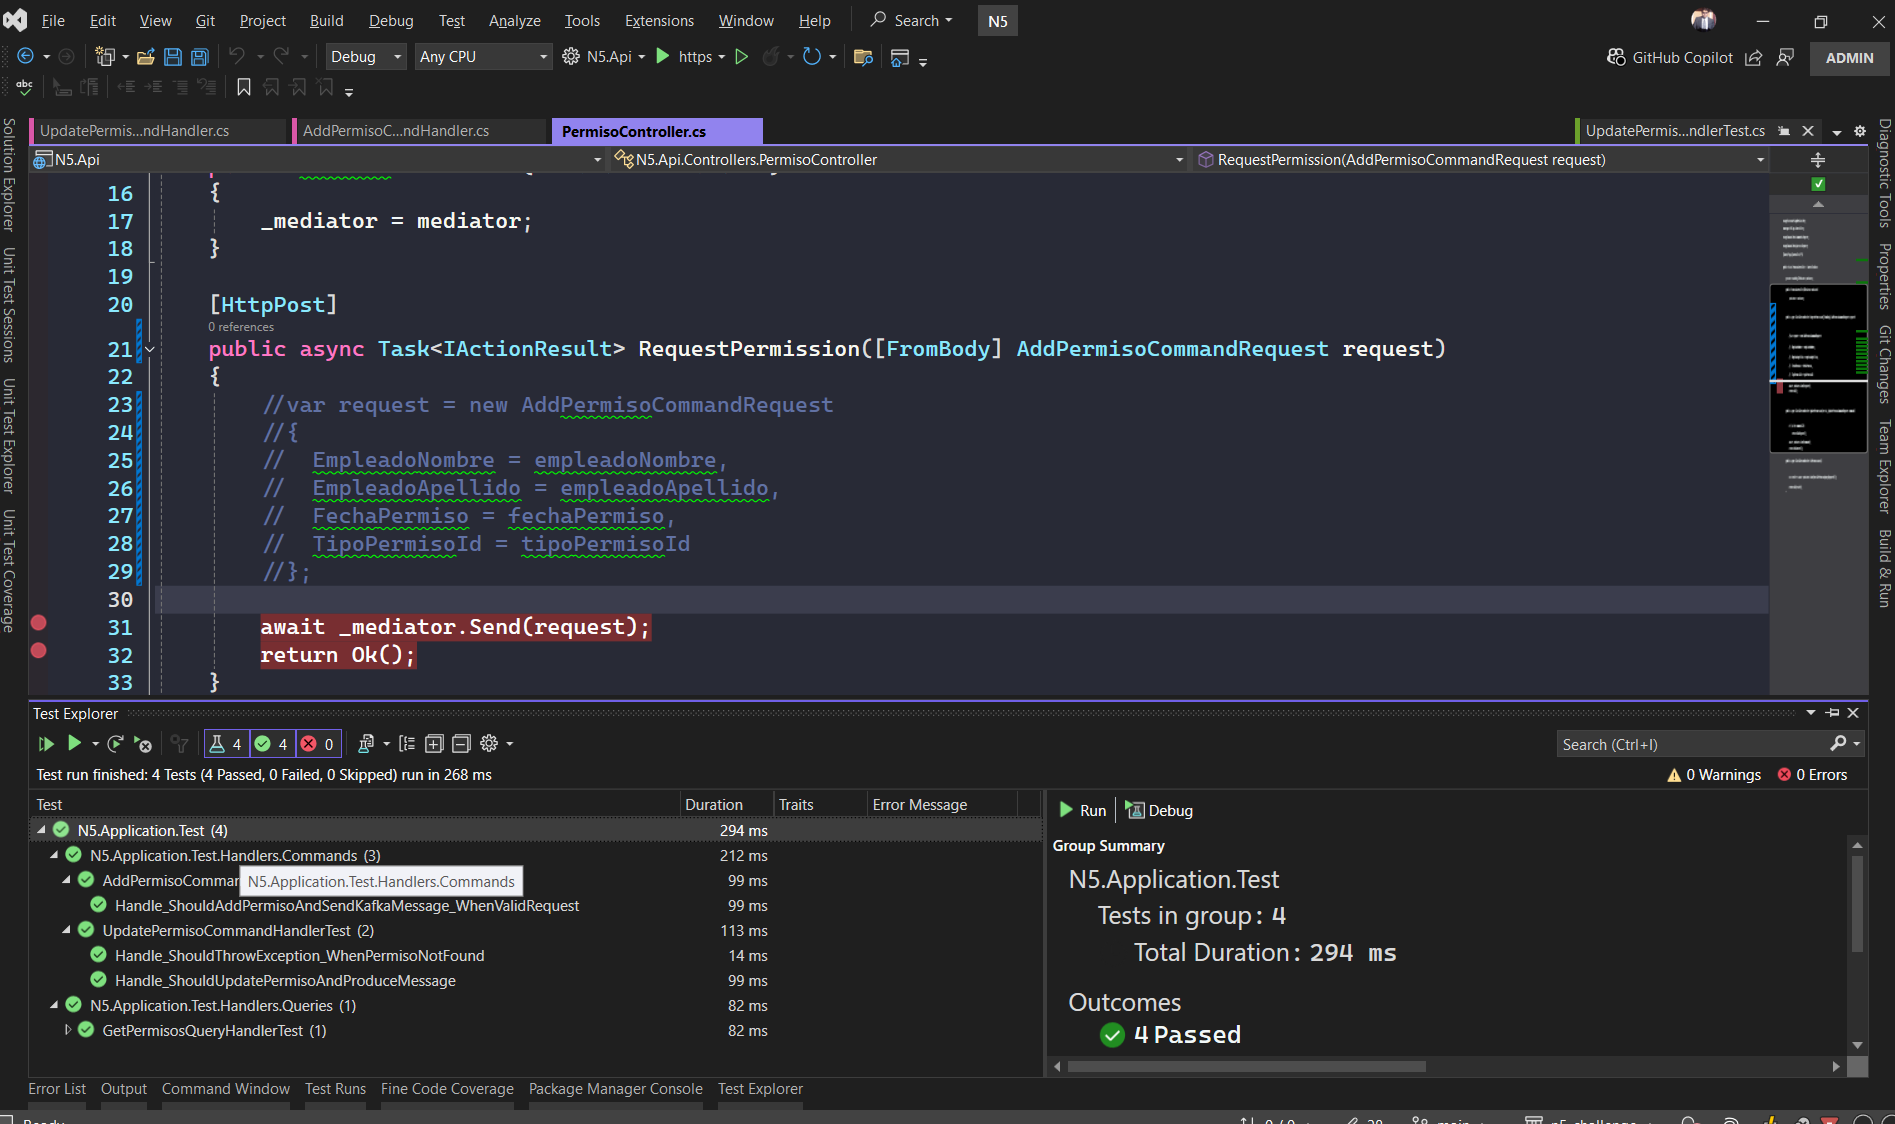 File Edit View Git Project Build Debug Test Analyze Tools Extensions Window Help Search N5
Debug Any CPU N5.Api https GitHub Copilot ADMIN
abc
UpdatePermis...ndHandler.cs AddPermisoC...ndHandler.cs PermisoController.cs UpdatePermis...ndlerTest.cs
N5.Api N5.Api.Controllers.PermisoController RequestPermission(AddPermisoCommandRequest request)
Solution Explorer
Unit Test Sessions
Unit Test Explorer
Unit Test Coverage
16 {
17 _mediator = mediator;
18 }
19
20 [HttpPost]
0 references
21 public async Task<IActionResult> RequestPermission([FromBody] AddPermisoCommandRequest request)
22 {
23 //var request = new AddPermisoCommandRequest
24 //{
25 // EmpleadoNombre = empleadoNombre,
26 // EmpleadoApellido = empleadoApellido,
27 // FechaPermiso = fechaPermiso,
28 // TipoPermisoId = tipoPermisoId
29 //};
30
31 await _mediator.Send(request);
32 return Ok();
33 }
Diagnostic Tools
Properties
Git Changes
Team Explorer
Build & Run
Test Explorer
4 4 0
Search (Ctrl+I)
Test run finished: 4 Tests (4 Passed, 0 Failed, 0 Skipped) run in 268 ms
0 Warnings 0 Errors
Test Duration Traits Error Message
N5.Application.Test (4) 294 ms
N5.Application.Test.Handlers.Commands (3) 212 ms
AddPermisoComman 99 ms
N5.Application.Test.Handlers.Commands
Handle_ShouldAddPermisoAndSendKafkaMessage_WhenValidRequest 99 ms
UpdatePermisoCommandHandlerTest (2) 113 ms
Handle_ShouldThrowException_WhenPermisoNotFound 14 ms
Handle_ShouldUpdatePermisoAndProduceMessage 99 ms
N5.Application.Test.Handlers.Queries (1) 82 ms
GetPermisosQueryHandlerTest (1) 82 ms
Run Debug
Group Summary
N5.Application.Test
Tests in group: 4
Total Duration: 294 ms
Outcomes
4 Passed
Error List Output Command Window Test Runs Fine Code Coverage Package Manager Console Test Explorer